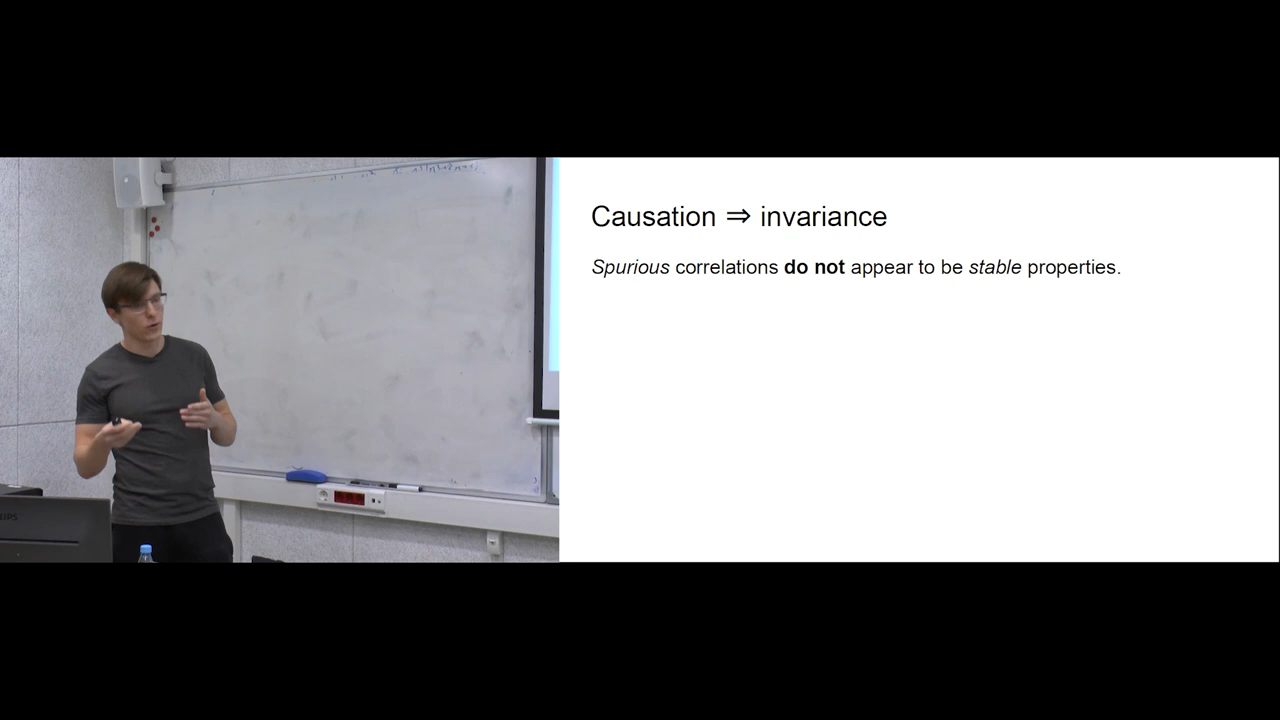 Causation ⇒ invariance
Spurious correlations do not appear to be stable properties.